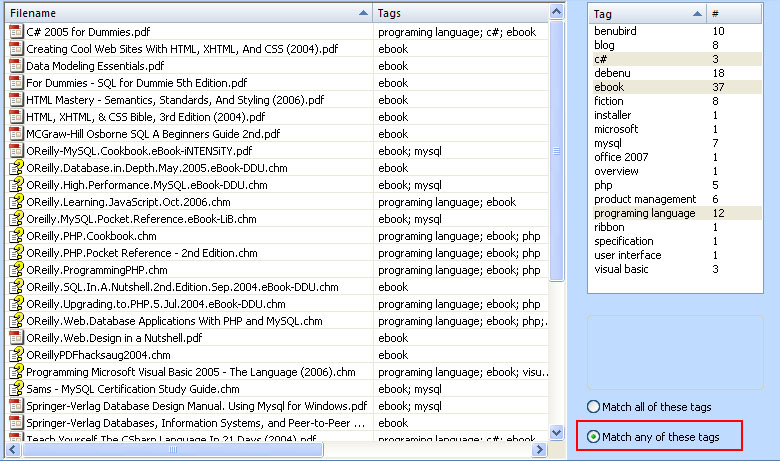 Filename Tags
C# 2005 for Dummies.pdf programing language; c#; ebook
Creating Cool Web Sites With HTML, XHTML, And CSS (2004).pdf ebook
Data Modeling Essentials.pdf ebook
For Dummies - SQL for Dummie 5th Edition.pdf ebook
HTML Mastery - Semantics, Standards, And Styling (2006).pdf ebook
HTML, XHTML, & CSS Bible, 3rd Edition (2004).pdf ebook
MCGraw-Hill Osborne SQL A Beginners Guide 2nd.pdf ebook
OReilly-MySQL.Cookbook.eBook-iNTENSiTY.pdf ebook; mysql
OReilly.Database.in.Depth.May.2005.eBook-DDU.chm ebook
OReilly.High.Performance.MySQL.eBook-DDU.chm ebook; mysql
OReilly.Learning.JavaScript.Oct.2006.chm programing language; ebook
Oreilly.MySQL.Pocket.Reference.eBook-LiB.chm ebook; mysql
OReilly.PHP.Cookbook.chm programing language; ebook; php
OReilly.PHP.Pocket Reference - 2nd Edition.chm programing language; ebook; php
OReilly.ProgrammingPHP.chm programing language; ebook; php
OReilly.SQL.In.A.Nutshell.2nd.Edition.Sep.2004.eBook-DDU.chm ebook
OReilly.Upgrading.to.PHP.5.Jul.2004.eBook-DDU.chm programing language; ebook; php
OReilly.Web.Database Applications With PHP and MySQL.chm programing language; ebook; php;..
OReilly.Web.Design in a Nutshell.pdf ebook
OReillyPDFhacksaug2004.chm ebook
Programming Microsoft Visual Basic 2005 - The Language (2006).chm programing language; ebook; visu...
Sams - MySQL Certification Study Guide.chm ebook; mysql
Springer-Verlag Database Design Manual. Using Mysql for Windows.pdf ebook; mysql
Springer-Verlag Databases, Information Systems, and Peer-to-Peer ... ebook
Teach Yourself The CSharp Language In 21 Days (2004).pdf programing language; c#; ebook
Tag #
benubird 10
blog 8
c# 3
debenu 18
ebook 37
fiction 8
installer 1
microsoft 1
mysql 7
office 2007 1
overview 1
php 5
product management 6
programing language 12
ribbon 1
specification 1
user interface 1
visual basic 3
Match all of these tags
Match any of these tags